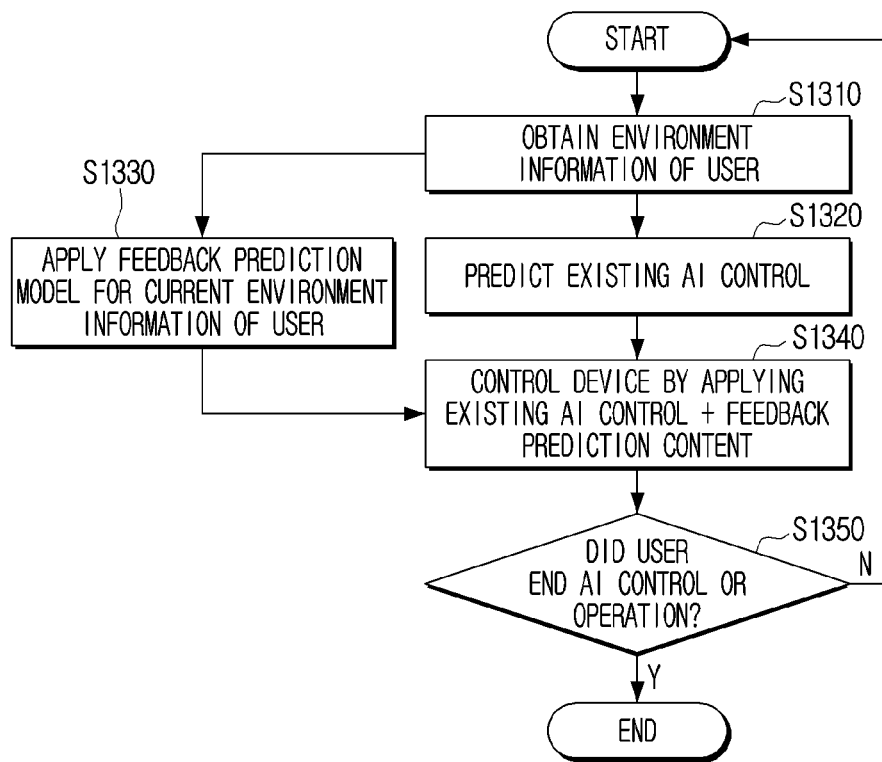 START
S1310
OBTAIN ENVIRONMENT
INFORMATION OF USER
S1330
APPLY FEEDBACK PREDICTION
MODEL FOR CURRENT ENVIRONMENT
INFORMATION OF USER
S1320
PREDICT EXISTING AI CONTROL
S1340
CONTROL DEVICE BY APPLYING
EXISTING AI CONTROL + FEEDBACK
PREDICTION CONTENT
S1350
DID USER
END AI CONTROL OR
OPERATION?
N
Y
END